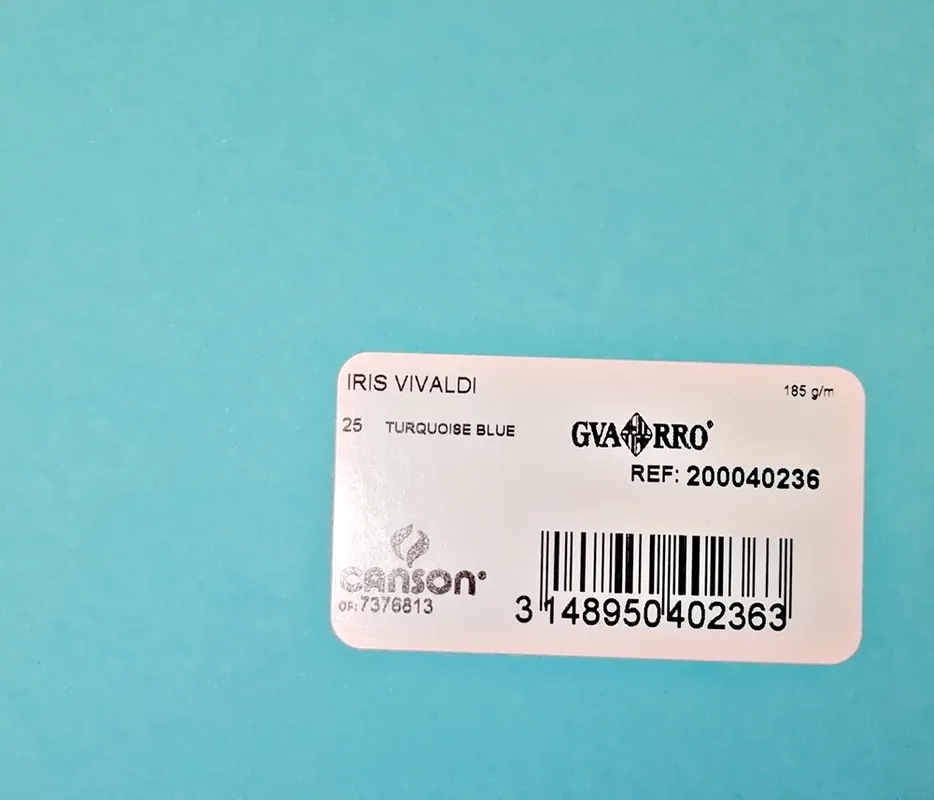 IRIS VIVALDI
185 g/m
25 TURQUOISE BLUE
GVARRO®
REF: 200040236
CANSON®
OF: 7376813
3 148950 402363